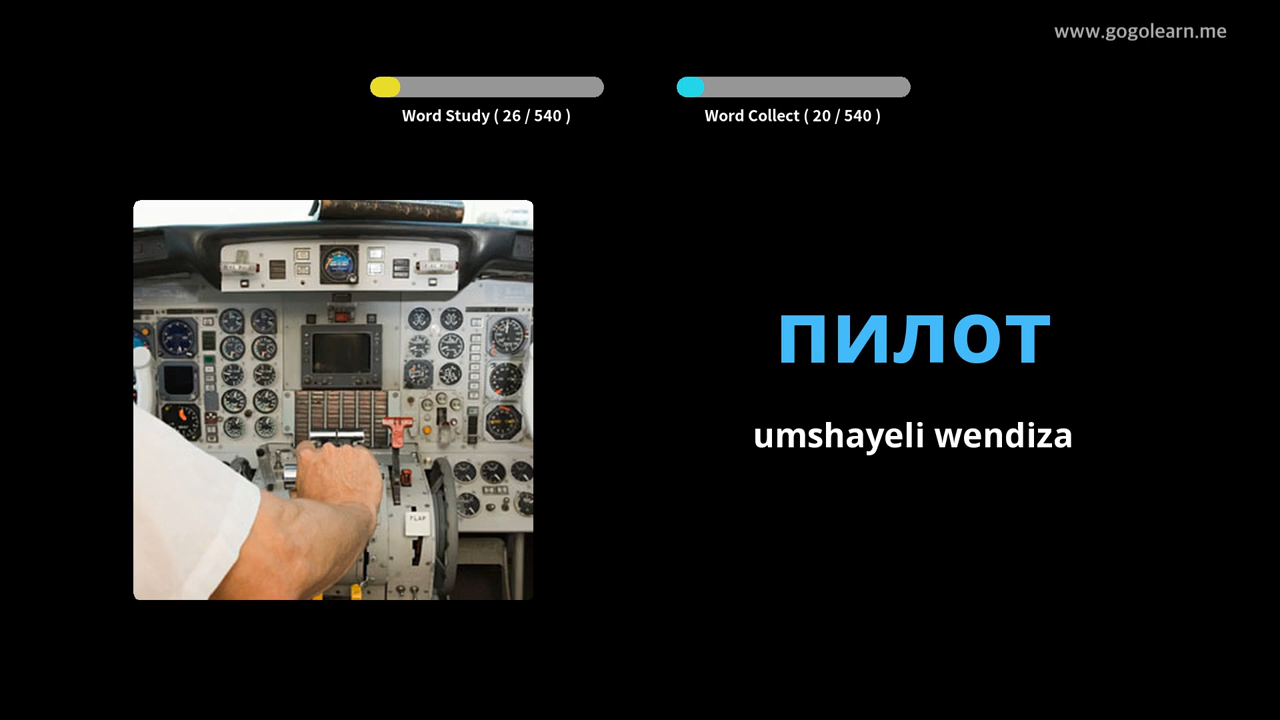 www.gogolearn.me
Word Study ( 26 / 540 )
Word Collect ( 20 / 540 )
пилот
umshayeli wendiza
FLAP